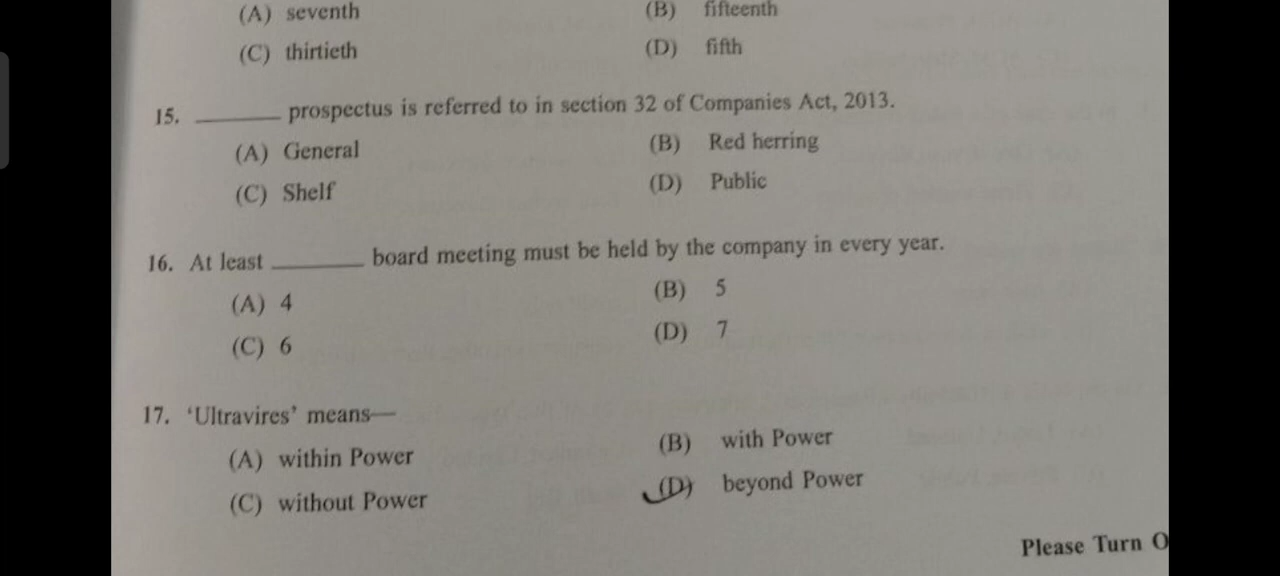 (A) seventh (B) fifteenth
(C) thirtieth (D) fifth
15. ________ prospectus is referred to in section 32 of Companies Act, 2013.
(A) General (B) Red herring
(C) Shelf (D) Public
16. At least ________ board meeting must be held by the company in every year.
(A) 4 (B) 5
(C) 6 (D) 7
17. ‘Ultravires’ means—
(A) within Power (B) with Power
(C) without Power (D) beyond Power
Please Turn O